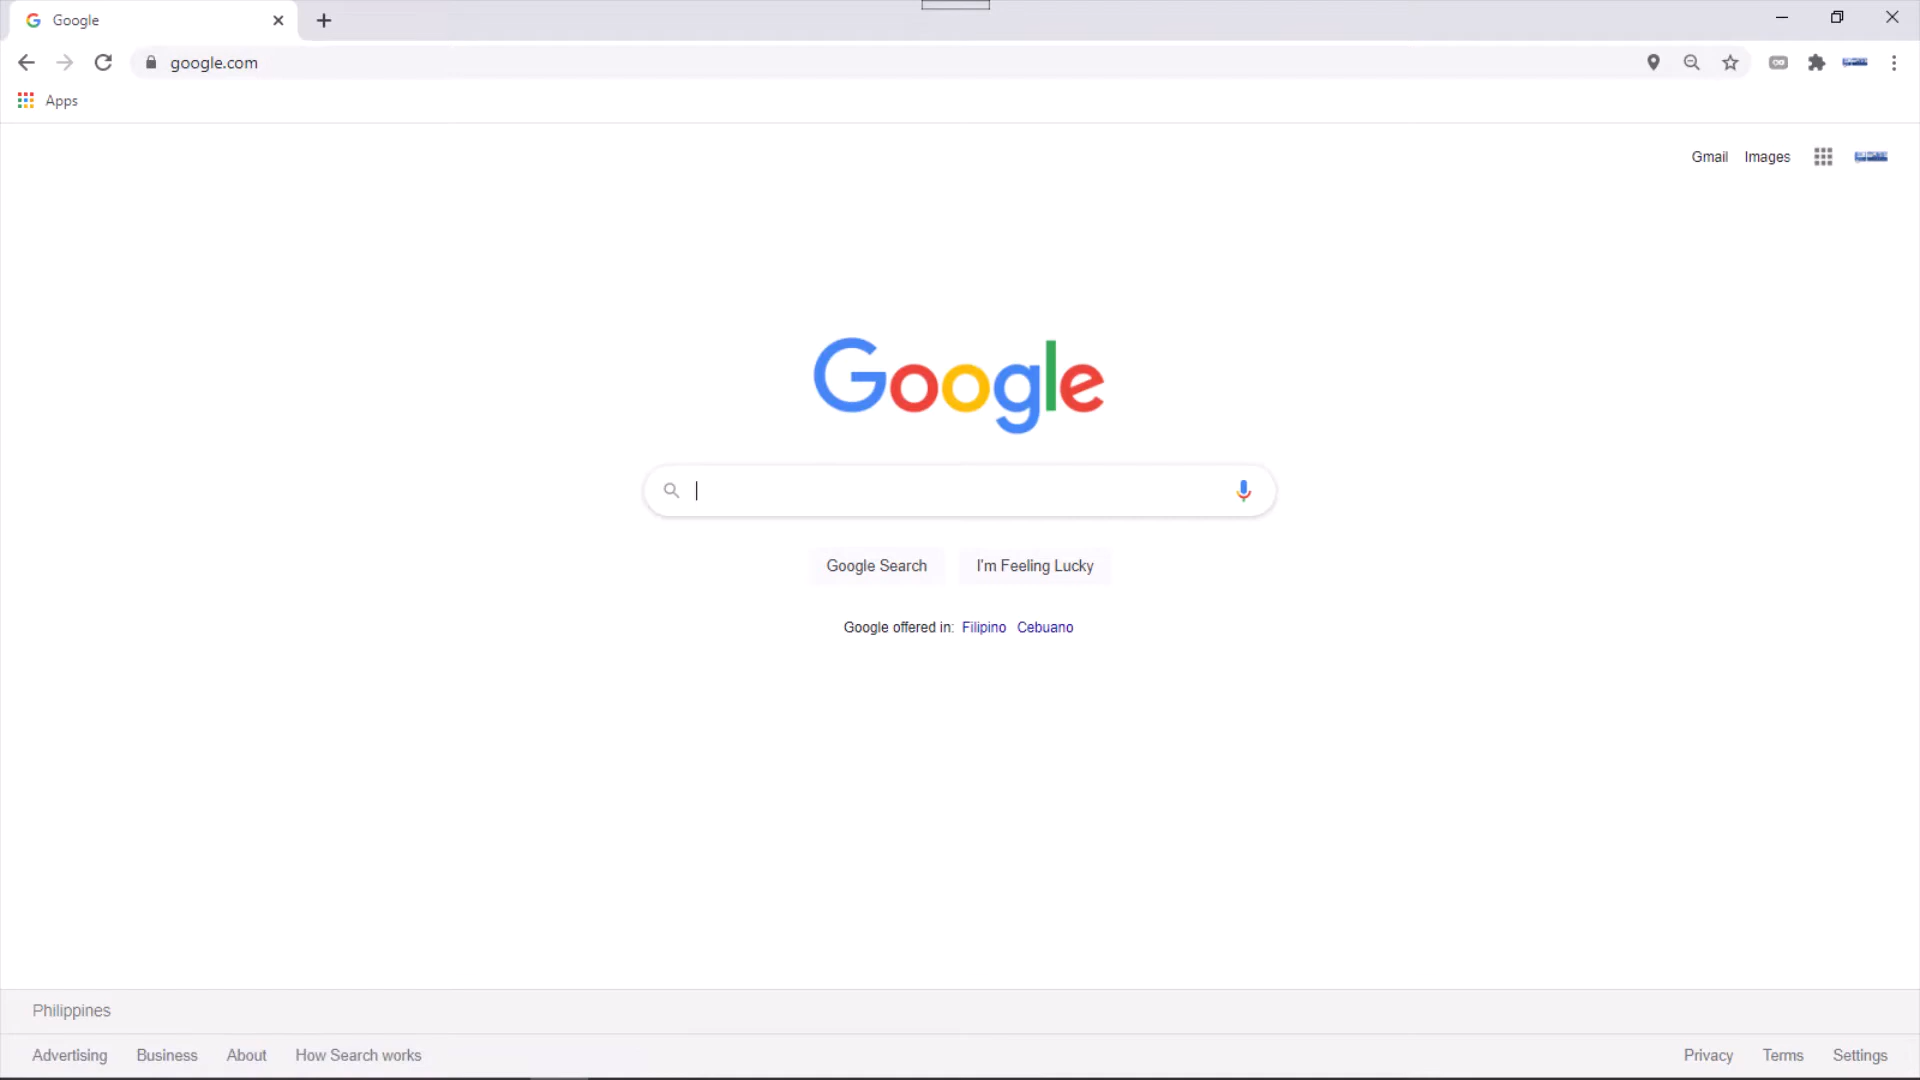 Google
google.com
Apps
Gmail Images
Google
Google Search I'm Feeling Lucky
Google offered in: Filipino Cebuano
Philippines
Advertising Business About How Search works Privacy Terms Settings